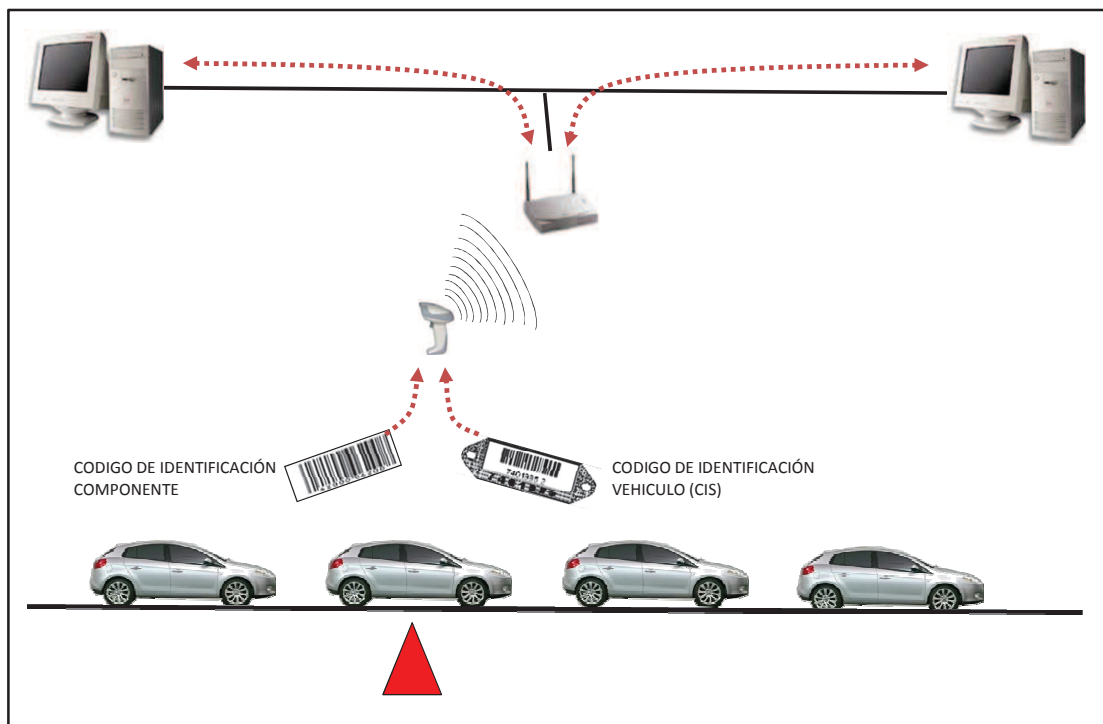 CODIGO DE IDENTIFICACIÓN
COMPONENTE
CODIGO DE IDENTIFICACIÓN
VEHICULO (CIS)